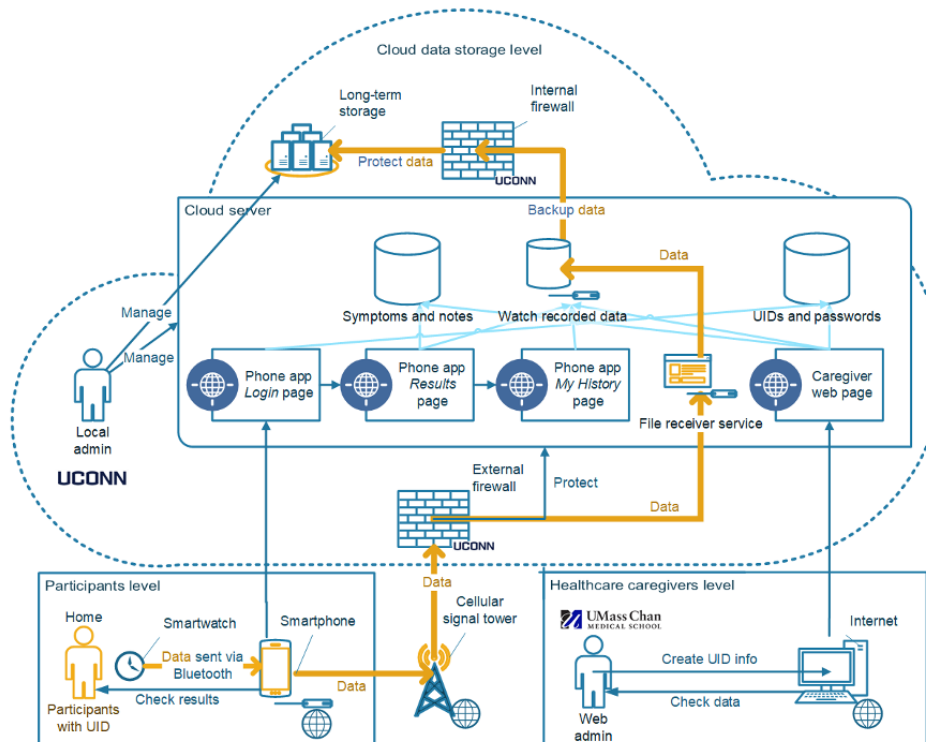 Cloud data storage level
Long-term
storage
Internal
firewall
Protect data
UCONN
Cloud server
Backup data
Data
Manage
Symptoms and notes
Watch recorded data
UIDs and passwords
Manage
Phone app
Login page
Phone app
Results
page
Phone app
My History
page
Caregiver
web page
Local
admin
File receiver service
UCONN
External
firewall
Protect
Data
UCONN
Participants level
Data
Healthcare caregivers level
Home
Smartwatch
Smartphone
Cellular
signal tower
UMass Chan
MEDICAL SCHOOL
Internet
Data sent via
Bluetooth
Data
Create UID info
Check results
Check data
Participants
with UID
Web
admin